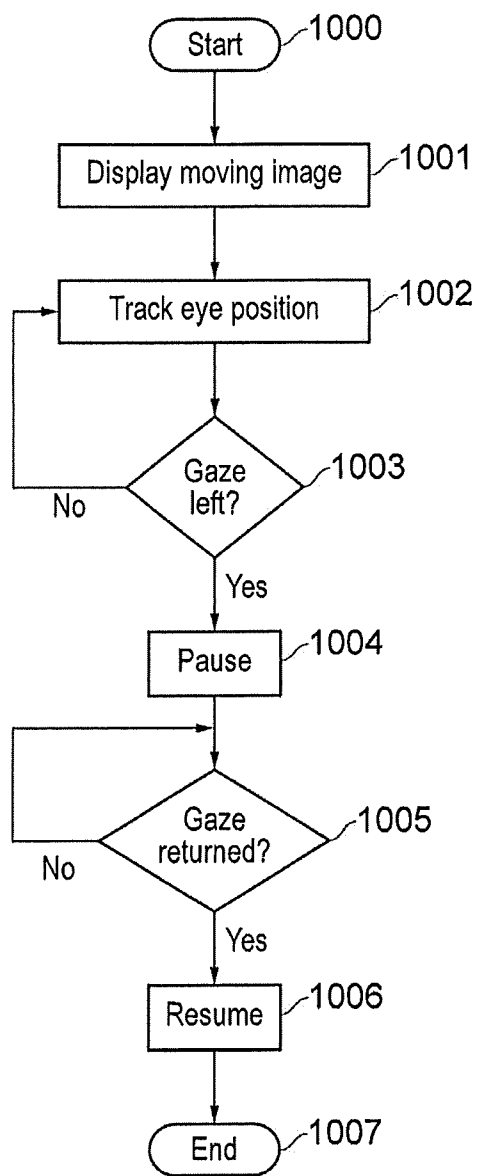 Start
1000
Display moving image
1001
Track eye position
1002
Gaze
left?
1003
No
Yes
Pause
1004
Gaze
returned?
1005
No
Yes
Resume
1006
End
1007